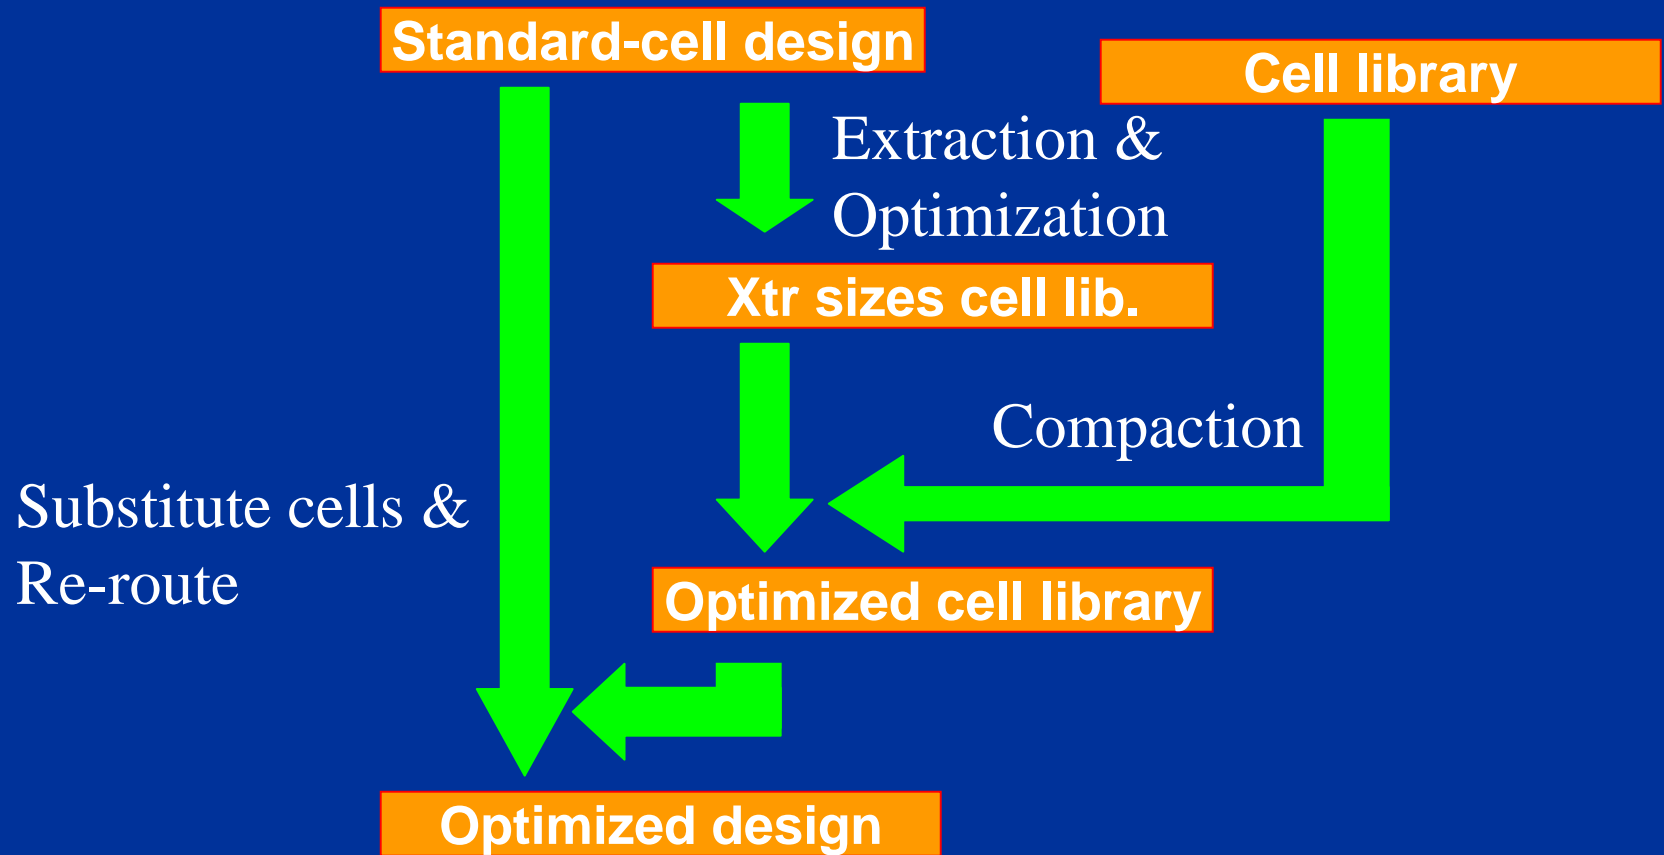 Standard-cell design
Cell library
Extraction &
Optimization
Xtr sizes cell lib.
Compaction
Substitute cells &
Re-route
Optimized cell library
Optimized design